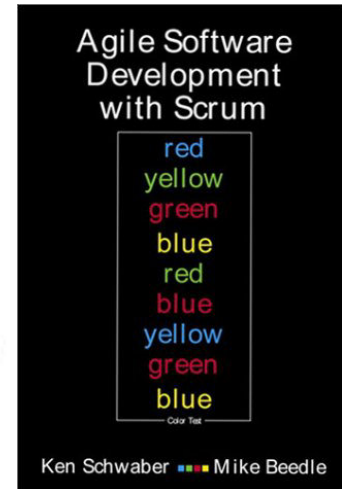 Agile Software
Development
with Scrum
red
yellow
green
blue
red
blue
yellow
green
blue
Color Test
Ken Schwaber Mike Beedle